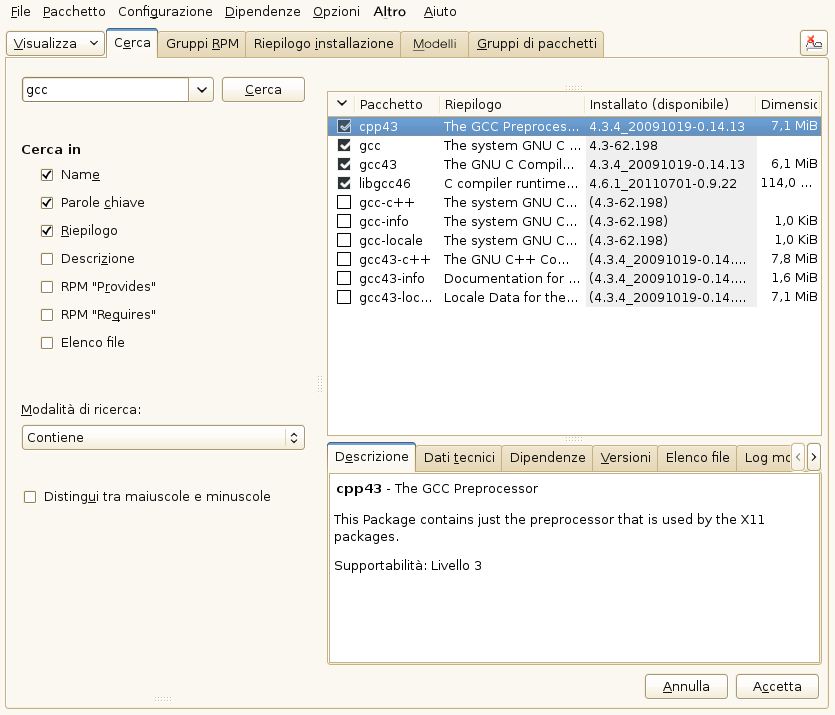 File Pacchetto Configurazione Dipendenze Opzioni Altro Aiuto
Visualizza Cerca Gruppi RPM Riepilogo installazione Modelli Gruppi di pacchetti
gcc Cerca
Cerca in
Name
Parole chiave
Riepilogo
Descrizione
RPM "Provides"
RPM "Requires"
Elenco file
Modalità di ricerca:
Contiene
Distingui tra maiuscole e minuscole
Pacchetto Riepilogo Installato (disponibile) Dimensic
cpp43 The GCC Preproces... 4.3.4_20091019-0.14.13 7,1 MiB
gcc The system GNU C ... 4.3-62.198
gcc43 The GNU C Compil... 4.3.4_20091019-0.14.13 6,1 MiB
libgcc46 C compiler runtime... 4.6.1_20110701-0.9.22 114,0 ...
gcc-c++ The system GNU C... (4.3-62.198)
gcc-info The system GNU C... (4.3-62.198) 1,0 KiB
gcc-locale The system GNU C... (4.3-62.198) 1,0 KiB
gcc43-c++ The GNU C++ Co... (4.3.4_20091019-0.14.... 7,8 MiB
gcc43-info Documentation for ... (4.3.4_20091019-0.14.... 1,6 MiB
gcc43-loc... Locale Data for the... (4.3.4_20091019-0.14.... 7,1 MiB
Descrizione Dati tecnici Dipendenze Versioni Elenco file Log mo
cpp43 - The GCC Preprocessor
This Package contains just the preprocessor that is used by the X11
packages.
Supportabilità: Livello 3
Annulla Accetta